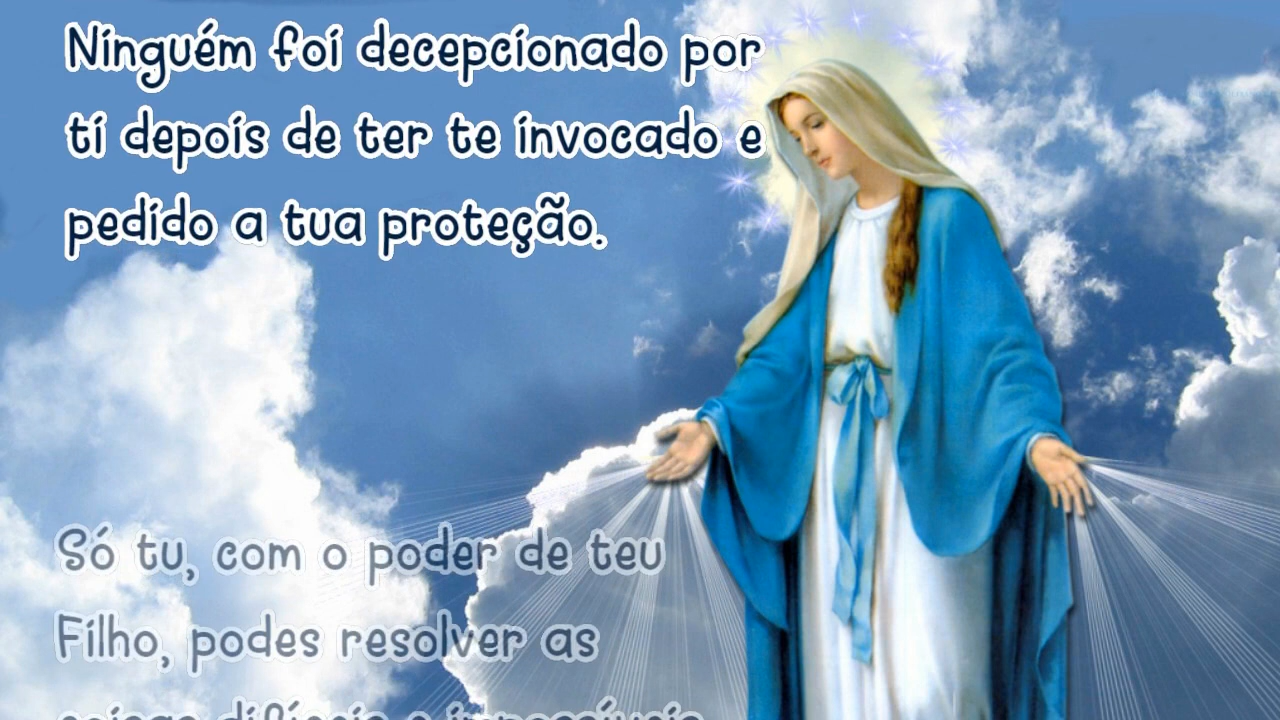 Ninguém foi decepcionado por
ti depois de ter te invocado e
pedido a tua proteção.
Só tu, com o poder de teu
Filho, podes resolver as